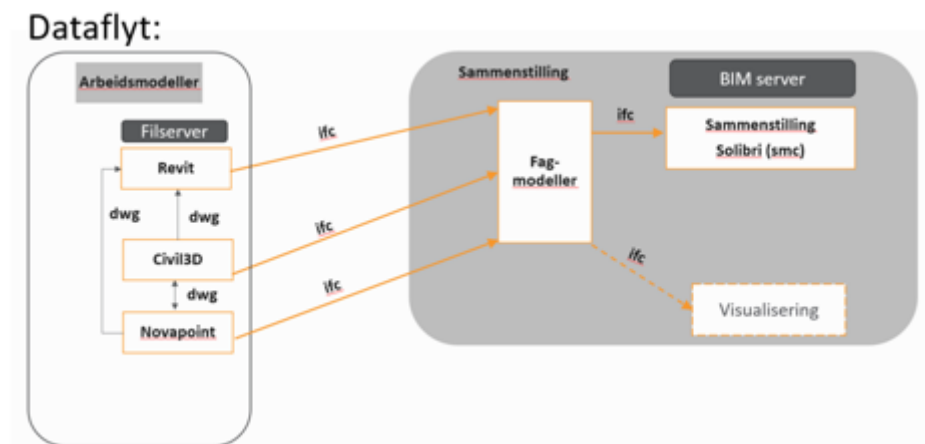 Dataflyt:
Arbeidsmodeller
Filserver
Revit
dwg
dwg
Civil3D
dwg
Novapoint
ifc
ifc
ifc
Sammenstilling
Fag-
modeller
ifc
ifc
BIM server
Sammenstilling
Solibri (smc)
Visualisering